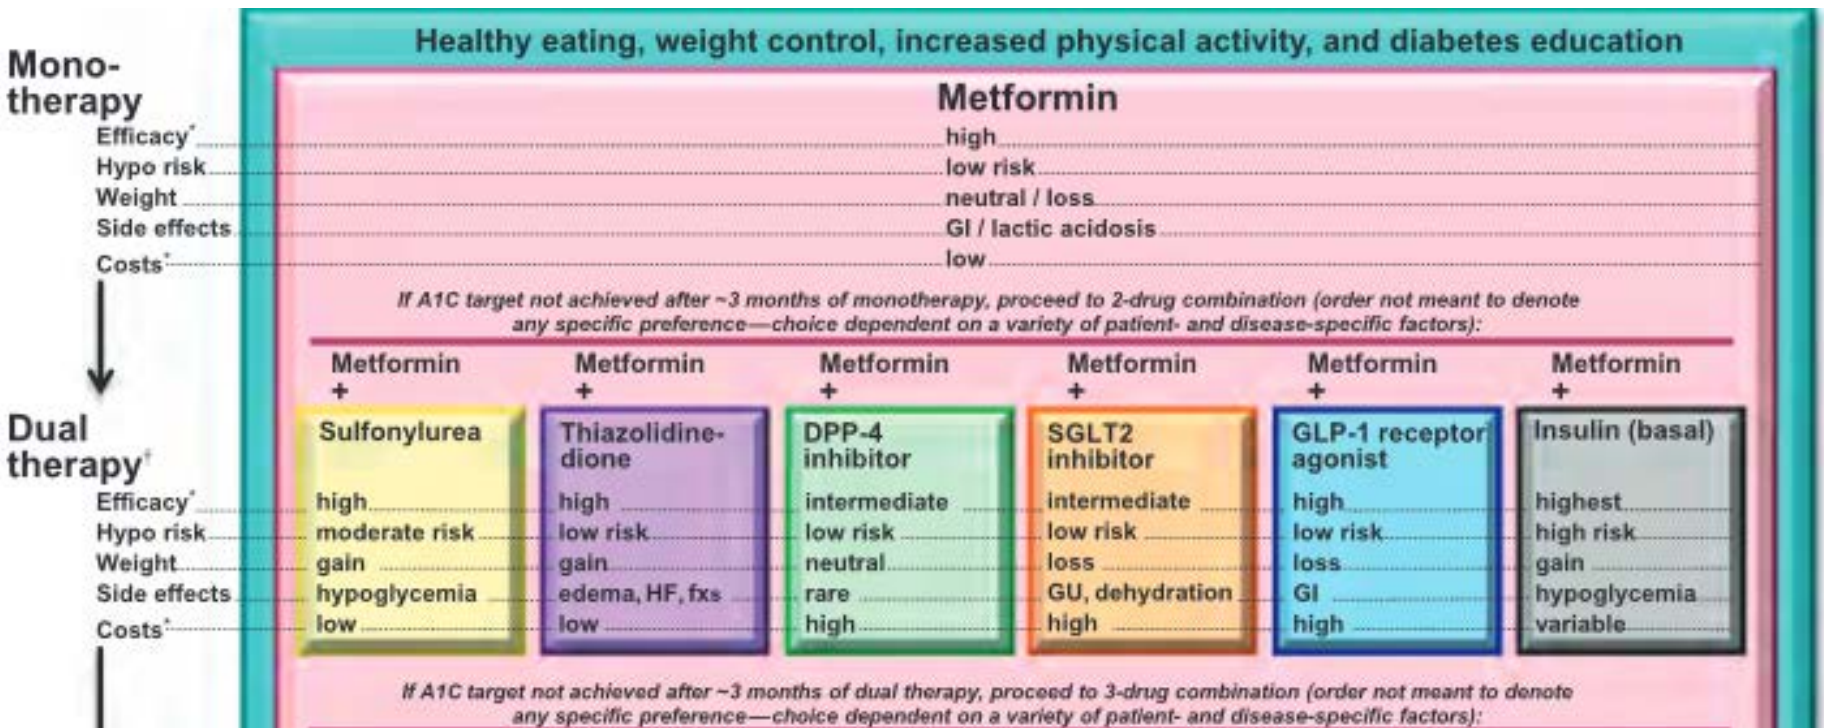 Healthy eating, weight control, increased physical activity, and diabetes education
Mono-
therapy
Metformin
Efficacy* high
Hypo risk low risk
Weight neutral / loss
Side effects GI / lactic acidosis
Costs* low
If A1C target not achieved after ~3 months of monotherapy, proceed to 2-drug combination (order not meant to denote
any specific preference—choice dependent on a variety of patient- and disease-specific factors):
Metformin Metformin Metformin Metformin Metformin Metformin
+ + + + + +
Dual
therapy†
Sulfonylurea
Thiazolidine-
dione
DPP-4
inhibitor
SGLT2
inhibitor
GLP-1 receptor
agonist
Insulin (basal)
Efficacy* high high intermediate intermediate high highest
Hypo risk moderate risk low risk low risk low risk low risk high risk
Weight gain gain neutral loss loss gain
Side effects hypoglycemia edema, HF, fxs rare GU, dehydration GI hypoglycemia
Costs* low low high high high variable
If A1C target not achieved after ~3 months of dual therapy, proceed to 3-drug combination (order not meant to denote
any specific preference—choice dependent on a variety of patient- and disease-specific factors):